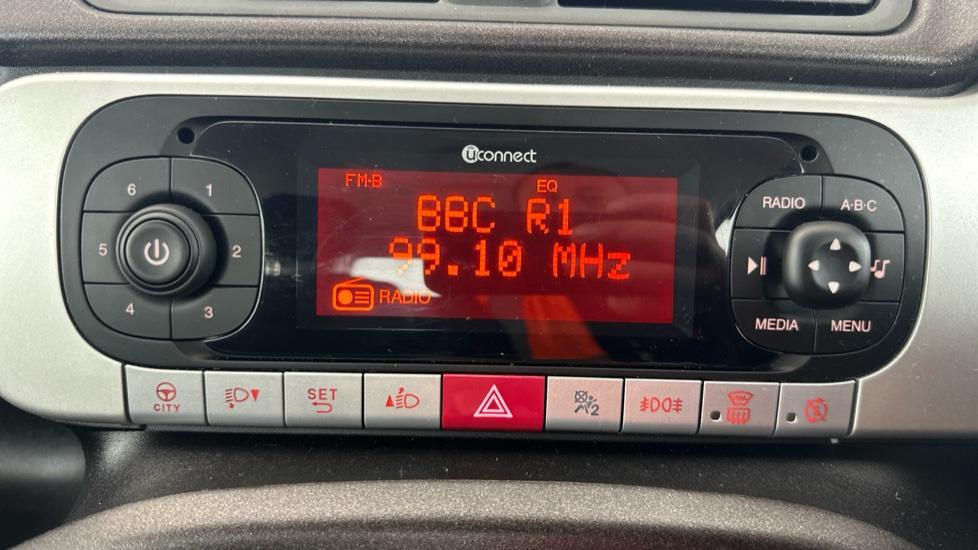 uconnect
FM-B EQ
BBC R1
99.10 MHz
RADIO
6 1
5 2
4 3
RADIO A·B·C
MEDIA MENU
CITY
SET
2